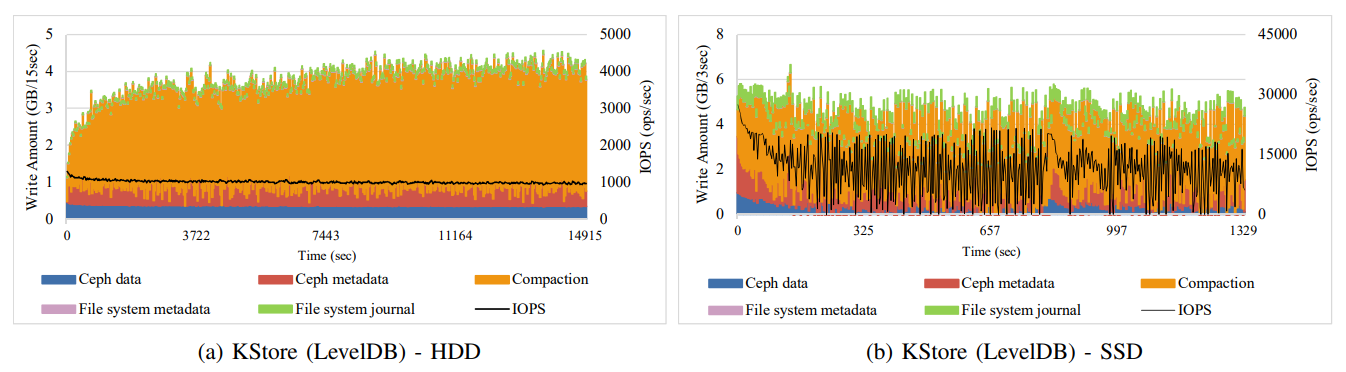 Write Amount (GB/15sec)
5
4
3
2
1
0
5000
4000
3000
2000
1000
0
IOPS (ops/sec)
0 3722 7443 11164 14915
Time (sec)
Ceph data Ceph metadata Compaction
File system metadata File system journal IOPS
(a) KStore (LevelDB) - HDD
Write Amount (GB/3sec)
8
6
4
2
0
45000
30000
15000
0
IOPS (ops/sec)
0 325 657 997 1329
Time (sec)
Ceph data Ceph metadata Compaction
File system metadata File system journal IOPS
(b) KStore (LevelDB) - SSD